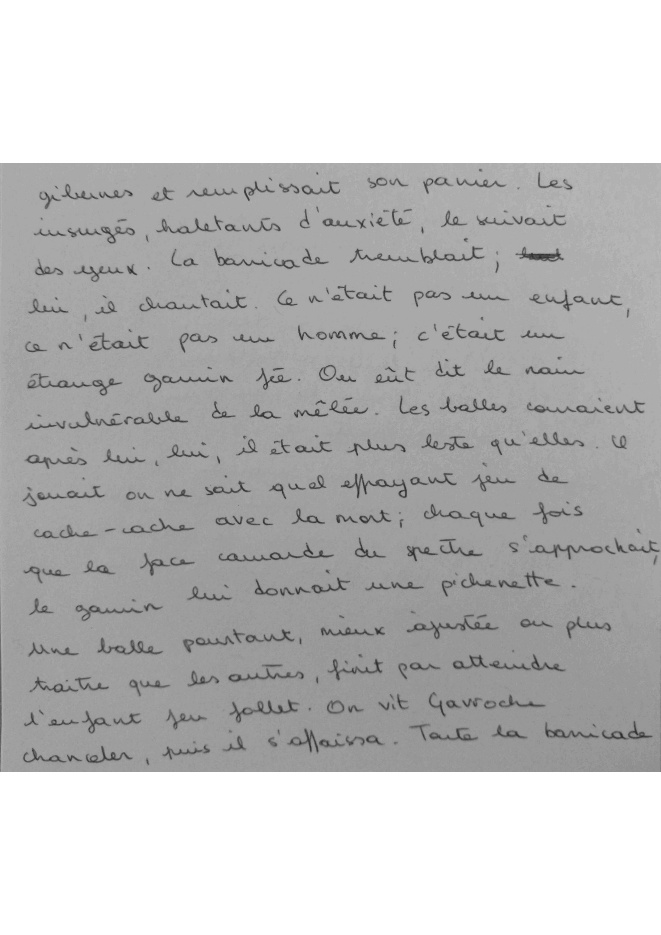 gibernes et remplissait son panier. Les
insurgés, haletants d'anxiété, le suivait
des yeux. La barricade tremblait;
lui, il chantait. Ce n'était pas un enfant,
ce n'était pas un homme; c'était un
étrange gamin fée. On eût dit le nain
invulnérable de la mêlée. Les balles couraient
après lui, lui, il était plus leste qu'elles. Il
jouait on ne sait quel effrayant jeu de
cache-cache avec la mort; chaque fois
que la face camarde du spectre s'approchait,
le gamin lui donnait une pichenette.
Une balle pourtant, mieux ajustée ou plus
traitre que les autres, finit par atteindre
l'enfant feu follet. On vit Gavroche
chanceler, puis il s'affaissa. Toute la barricade